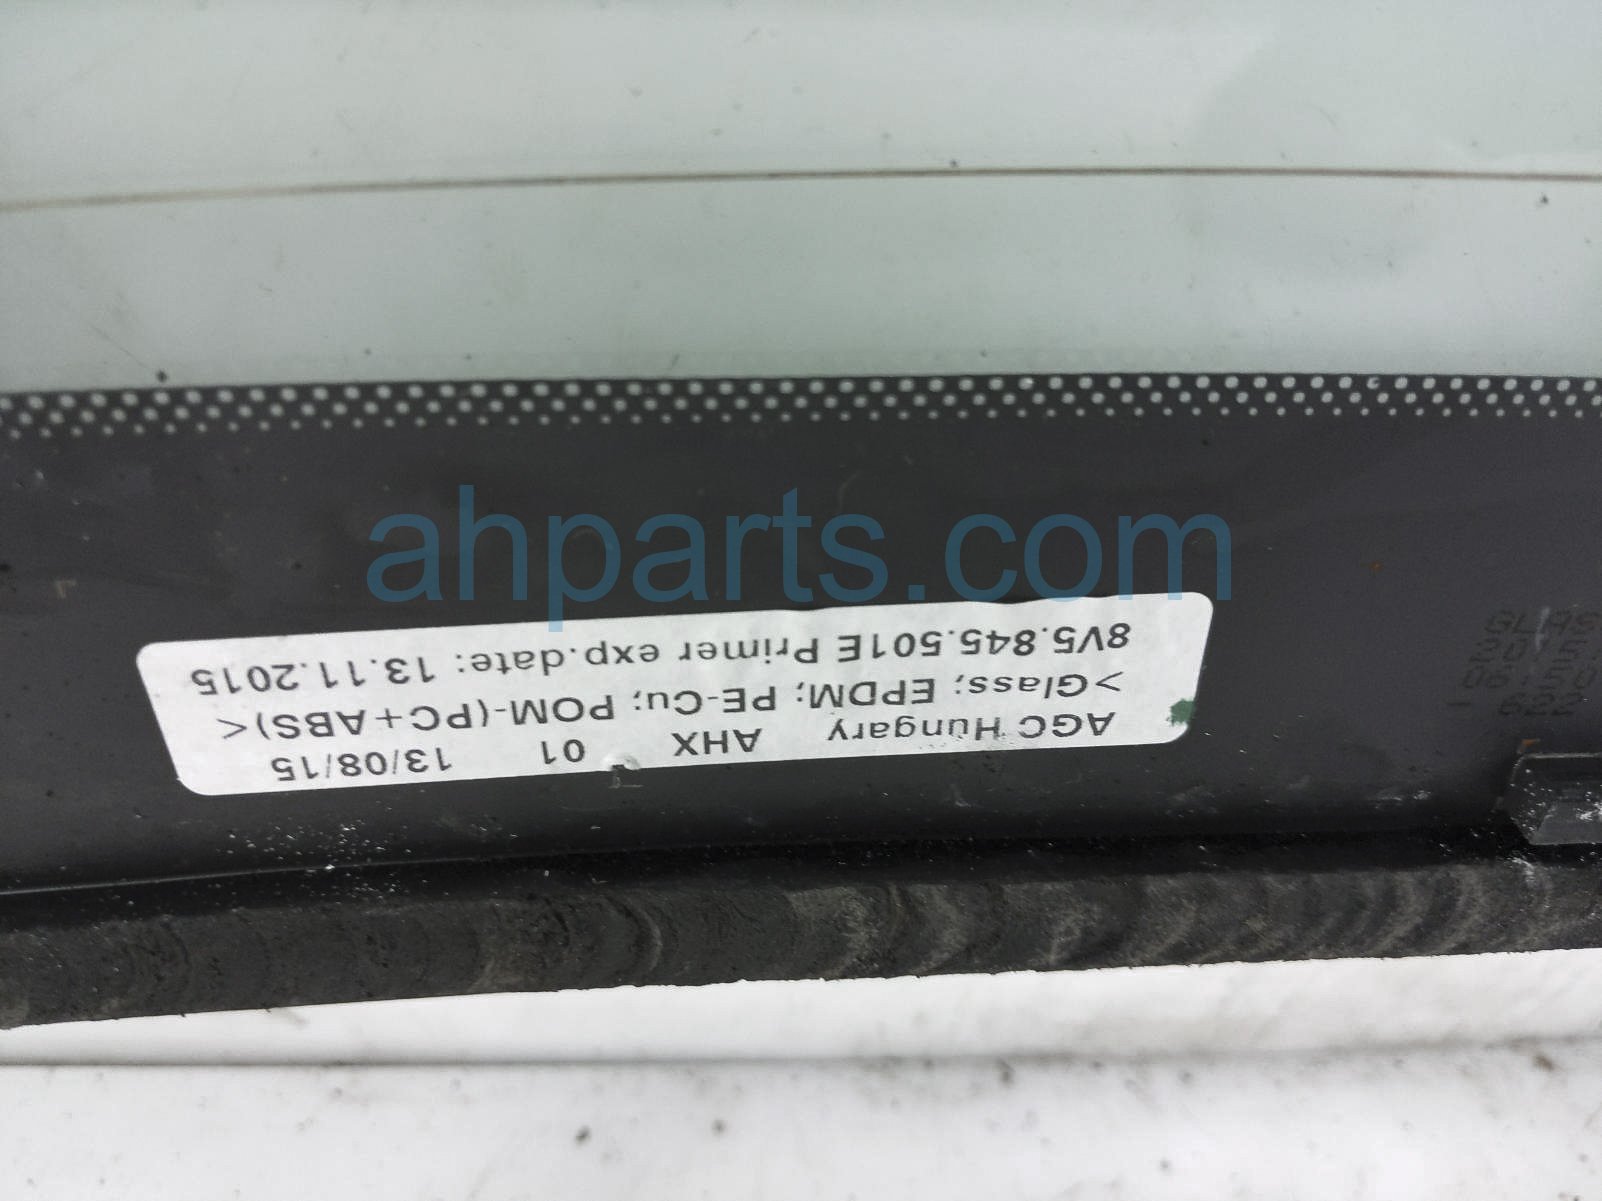 ahparts.com
8V5.845.501E Primer exp.date: 13.11.2015
>Glass; EPDM; PE-Cu; POM-(PC+ABS)<
AGC Hungary AHX 01 13/08/15